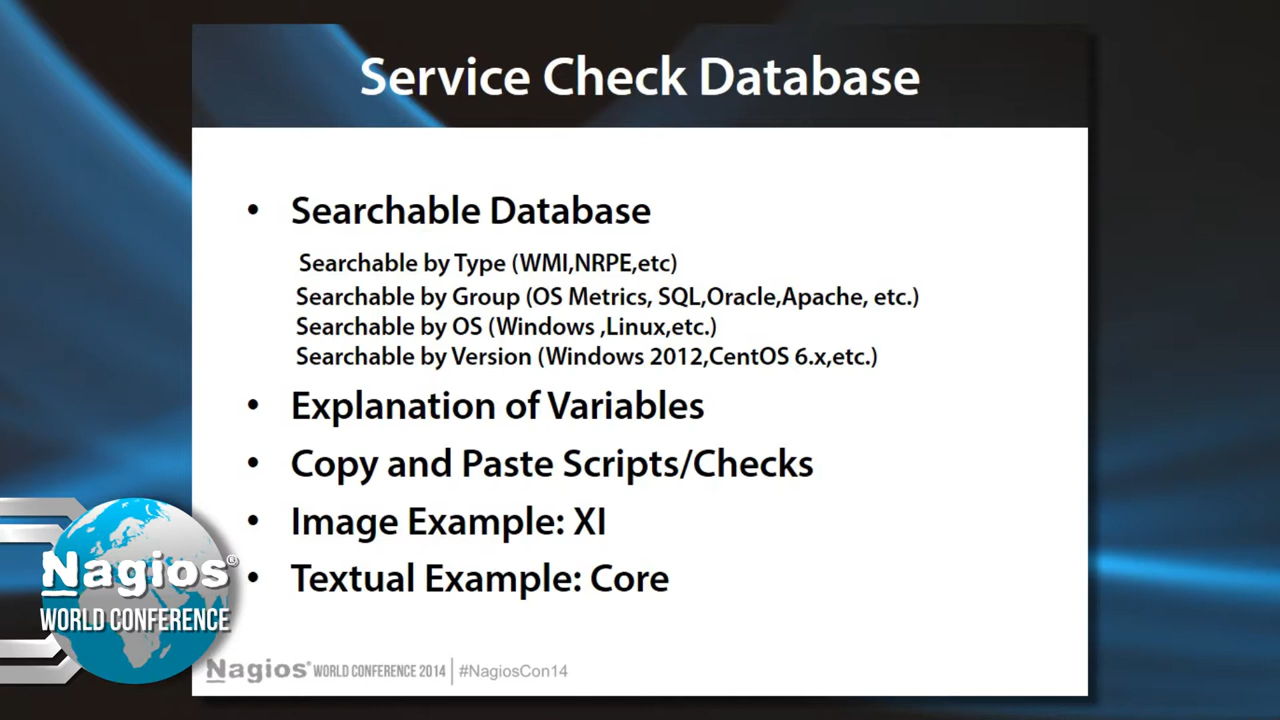 Service Check Database
• Searchable Database
Searchable by Type (WMI,NRPE,etc)
Searchable by Group (OS Metrics, SQL,Oracle,Apache, etc.)
Searchable by OS (Windows ,Linux,etc.)
Searchable by Version (Windows 2012,CentOS 6.x,etc.)
• Explanation of Variables
• Copy and Paste Scripts/Checks
• Image Example: XI
• Textual Example: Core
Nagios®
WORLD CONFERENCE
Nagios® WORLD CONFERENCE 2014 | #NagiosCon14